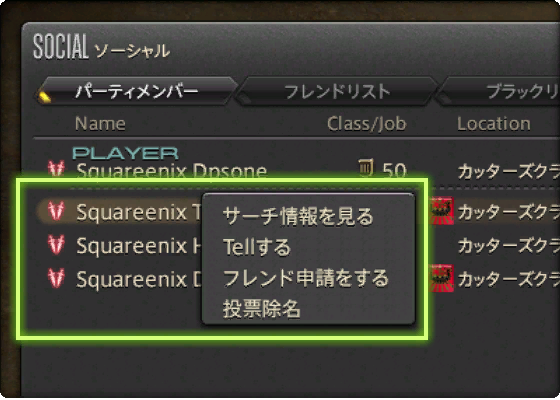 SOCIAL ソーシャル
パーティメンバー フレンドリスト ブラックリ
Name Class/Job Location
PLAYER
Squareenix Dpsone 50 カッターズクラ
Squareenix T カッターズクラ
Squareenix H カッターズクラ
Squareenix D カッターズクラ
サーチ情報を見る
Tellする
フレンド申請をする
投票除名